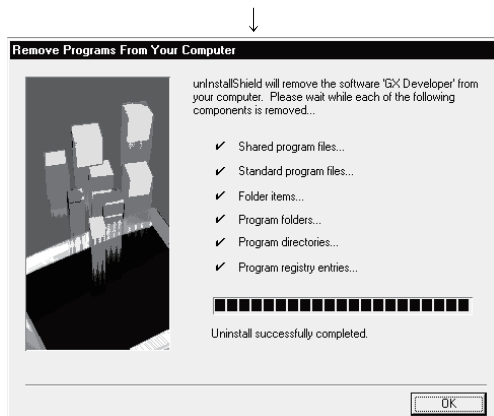 Remove Programs From Your Computer
unInstallShield will remove the software 'GX Developer' from
your computer. Please wait while each of the following
components is removed...
Shared program files...
Standard program files...
Folder items...
Program folders...
Program directories...
Program registry entries...
Uninstall successfully completed.
OK